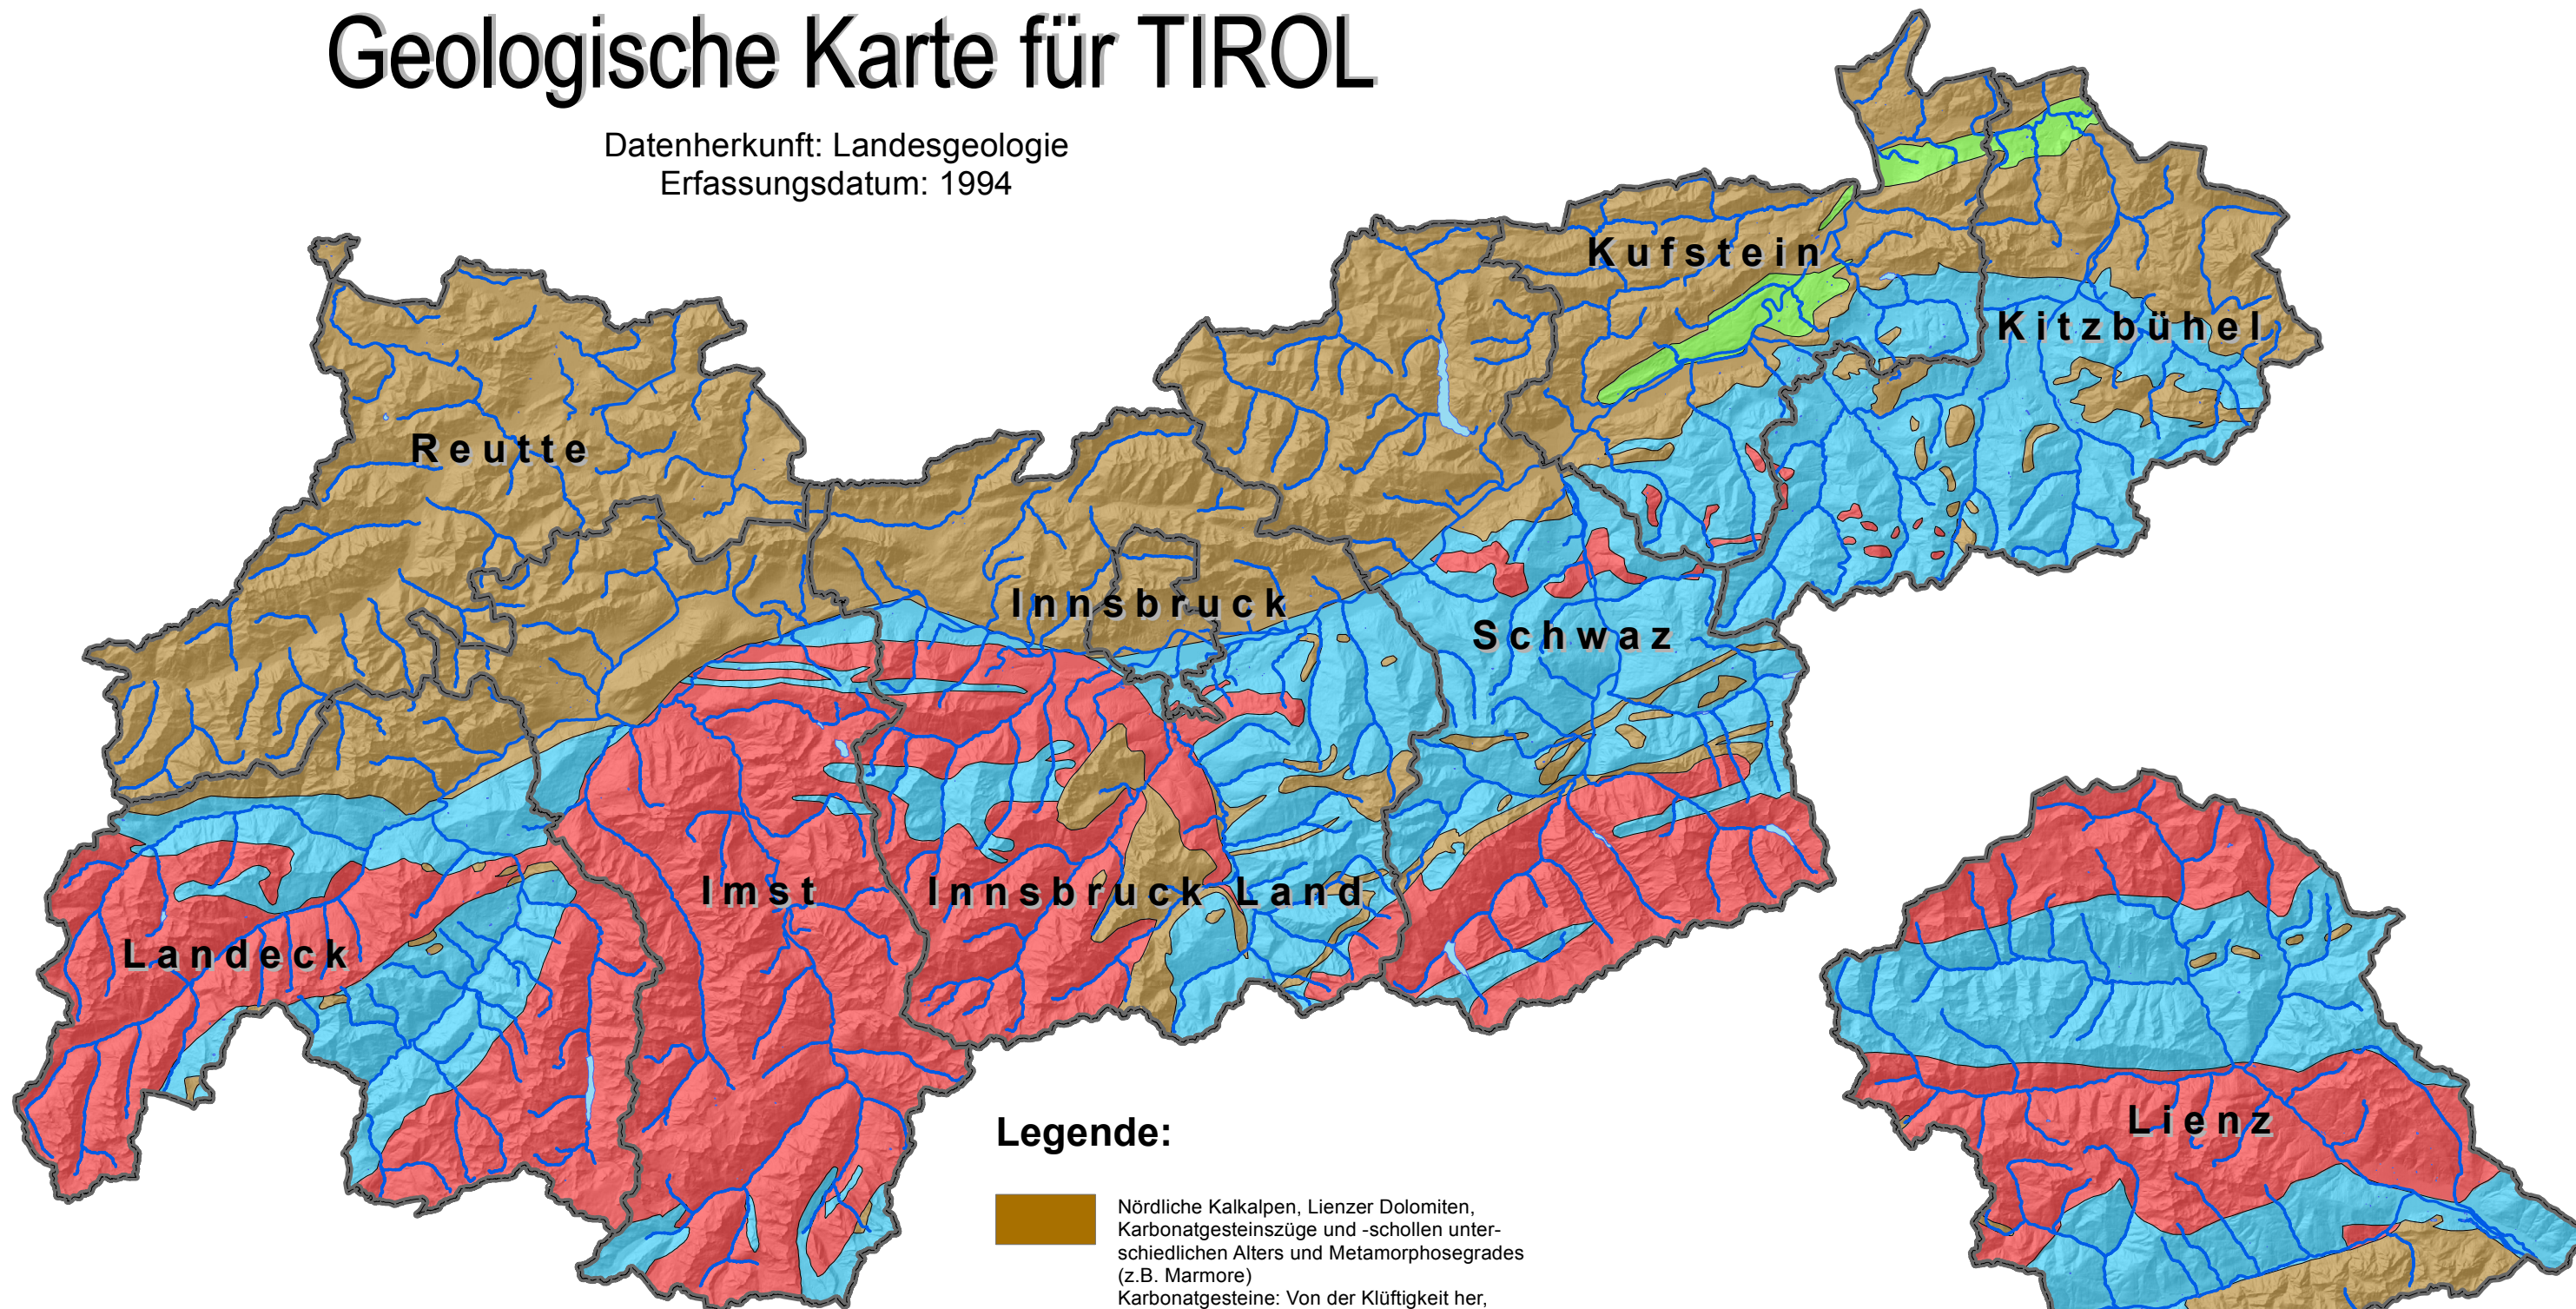 Geologische Karte für TIROL
Datenherkunft: Landesgeologie
Erfassungsdatum: 1994
Kufstein
Kitzbühel
Reutte
Innsbruck
Schwaz
Imst
Innsbruck Land
Landeck
Lienz
Legende:
Nördliche Kalkalpen, Lienzer Dolomiten,
Karbonatgesteinszüge und -schollen unter-
schiedlichen Alters und Metamorphosegrades
(z.B. Marmore)
Karbonatgesteine: Von der Klüftigkeit her,